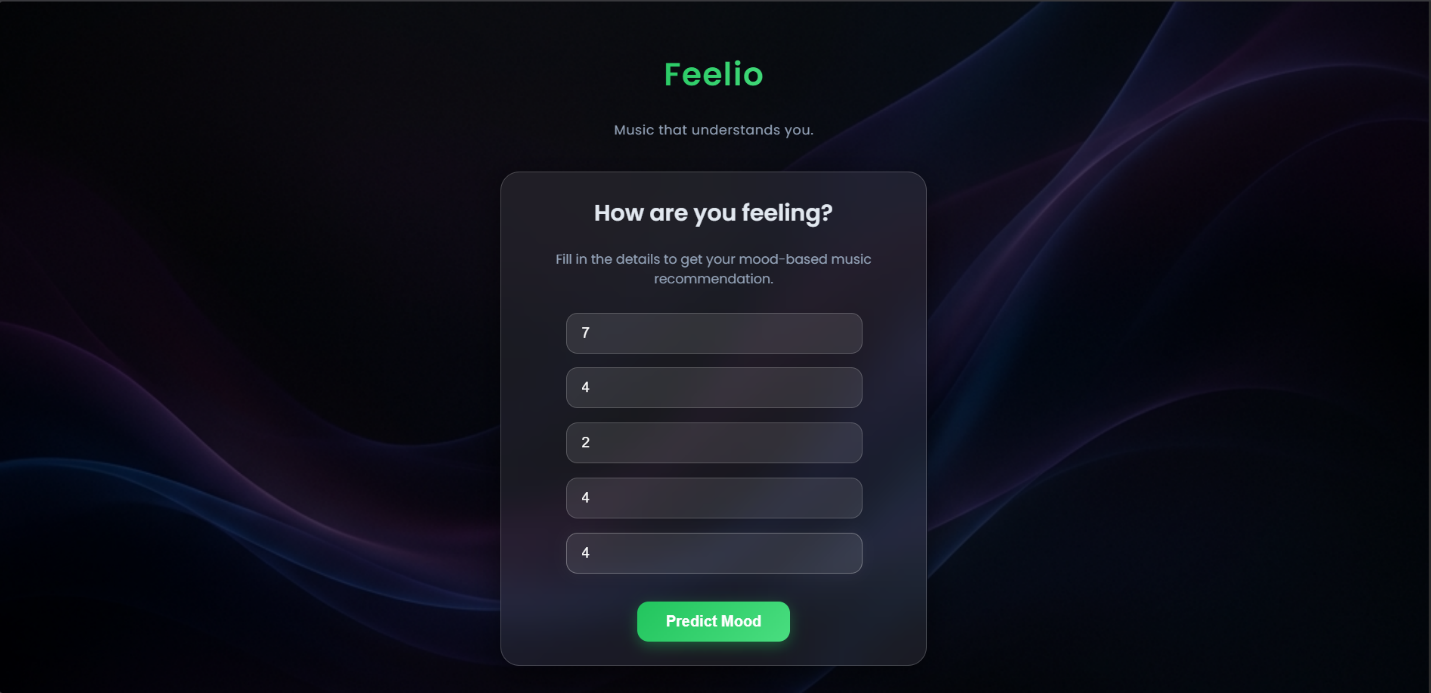 Feelio
Music that understands you.
How are you feeling?
Fill in the details to get your mood-based music
recommendation.
7
4
2
4
4
Predict Mood